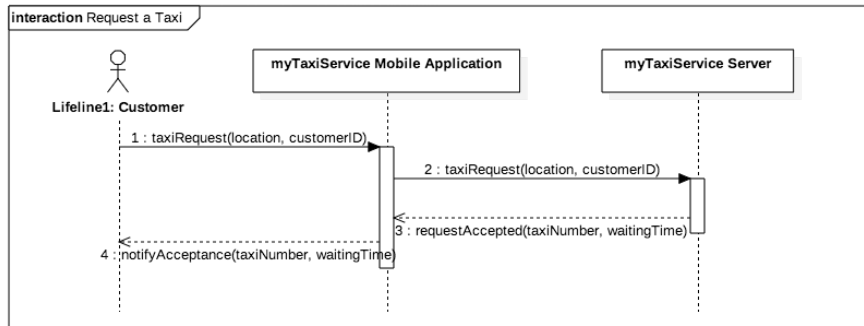 interaction Request a Taxi
myTaxiService Mobile Application
myTaxiService Server
Lifeline1: Customer
1 : taxiRequest(location, customerID)
2 : taxiRequest(location, customerID)
3 : requestAccepted(taxiNumber, waitingTime)
4 : notifyAcceptance(taxiNumber, waitingTime)